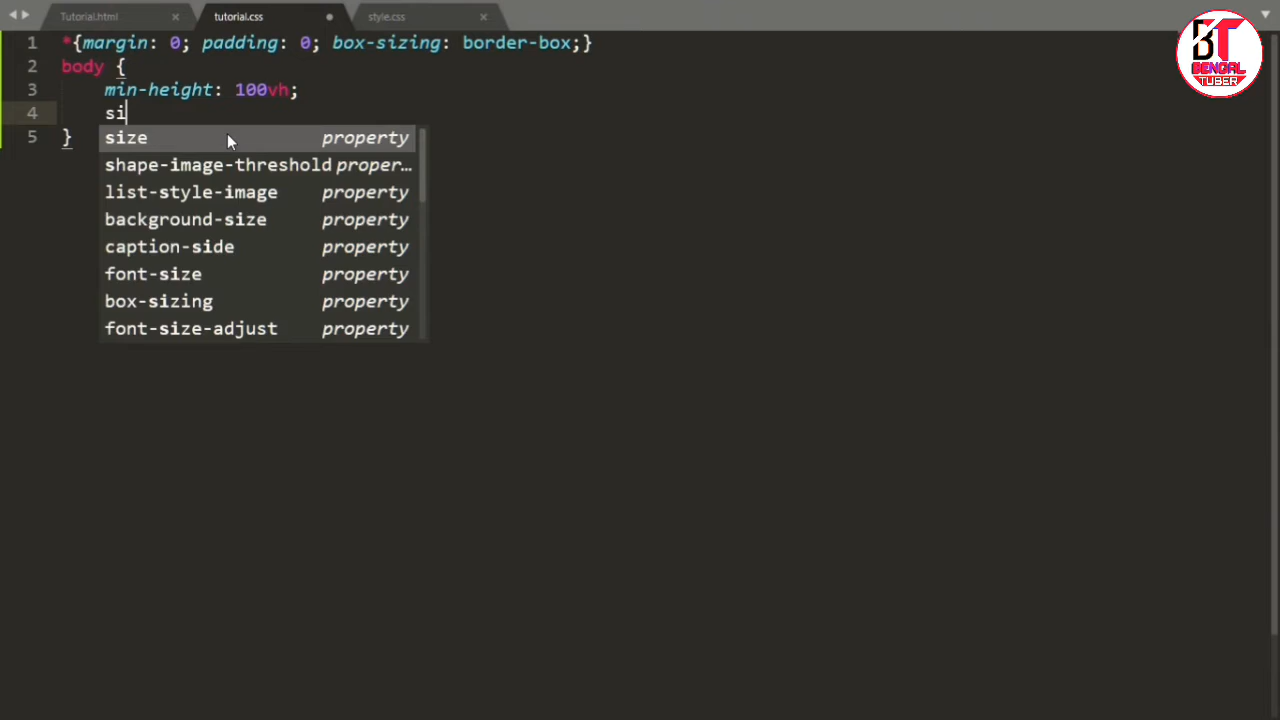 Tutorial.html
tutorial.css
style.css
1 *{margin: 0; padding: 0; box-sizing: border-box;}
2 body {
3 min-height: 100vh;
4 si
5 }
size property
shape-image-threshold proper…
list-style-image property
background-size property
caption-side property
font-size property
box-sizing property
font-size-adjust property
BT
BENGAL
TUBER